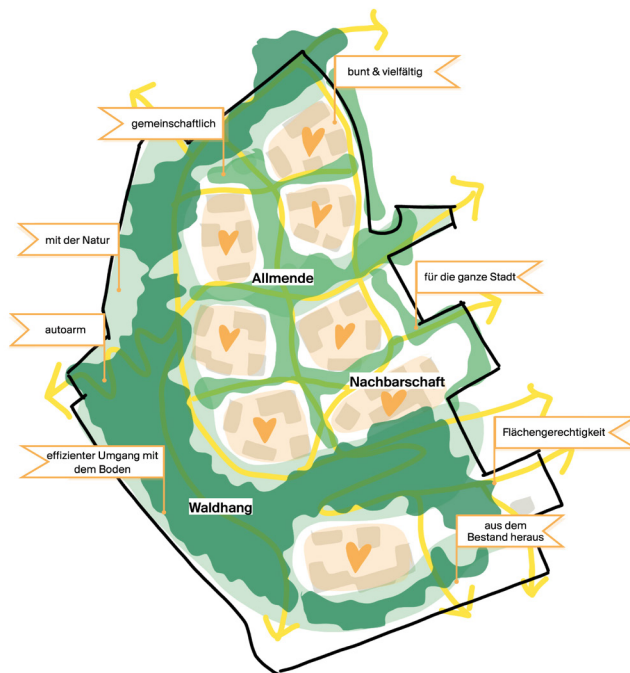 bunt & vielfältig
gemeinschaftlich
mit der Natur
Allmende
für die ganze Stadt
autoarm
Nachbarschaft
Flächengerechtigkeit
effizienter Umgang mit
dem Boden
Waldhang
aus dem
Bestand heraus